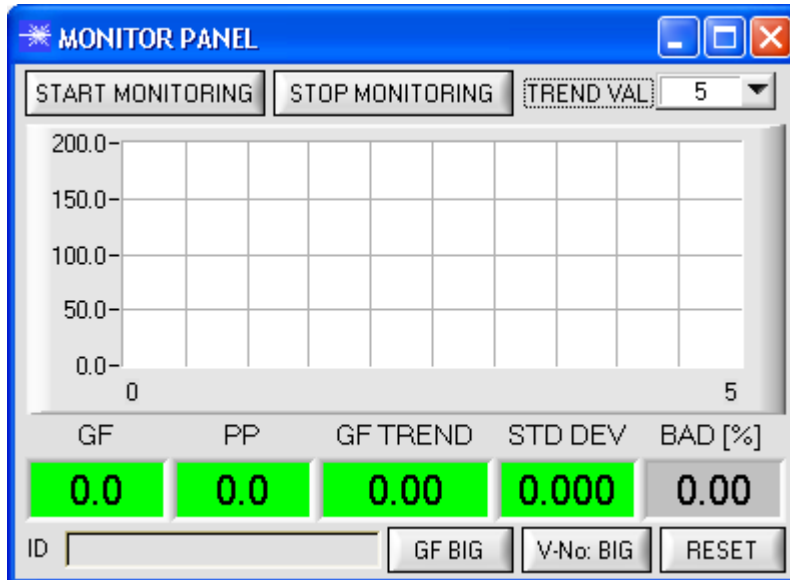 MONITOR PANEL
START MONITORING STOP MONITORING TREND VAL 5
200.0
150.0
100.0
50.0
0.0
0 5
GF PP GF TREND STD DEV BAD [%]
0.0 0.0 0.00 0.000 0.00
ID GF BIG V-No: BIG RESET